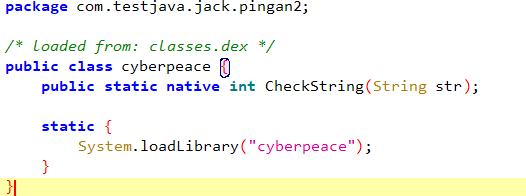 package com.testjava.jack.pingan2;
/* loaded from: classes.dex */
public class cyberpeace {
public static native int CheckString(String str);
static {
System.loadLibrary("cyberpeace");
}
}